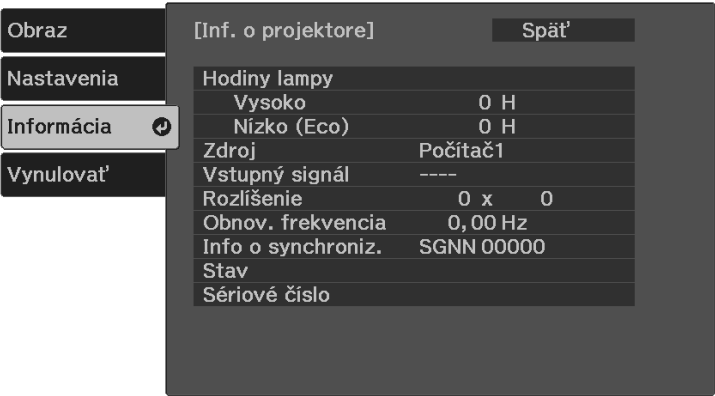 Obraz
Nastavenia
Informácia
Vynulovať
[Inf. o projektore] Späť
Hodiny lampy
Vysoko 0 H
Nízko (Eco) 0 H
Zdroj Počítač1
Vstupný signál ----
Rozlíšenie 0 x 0
Obnov. frekvencia 0,00 Hz
Info o synchroniz. SGNN 00000
Stav
Sériové číslo